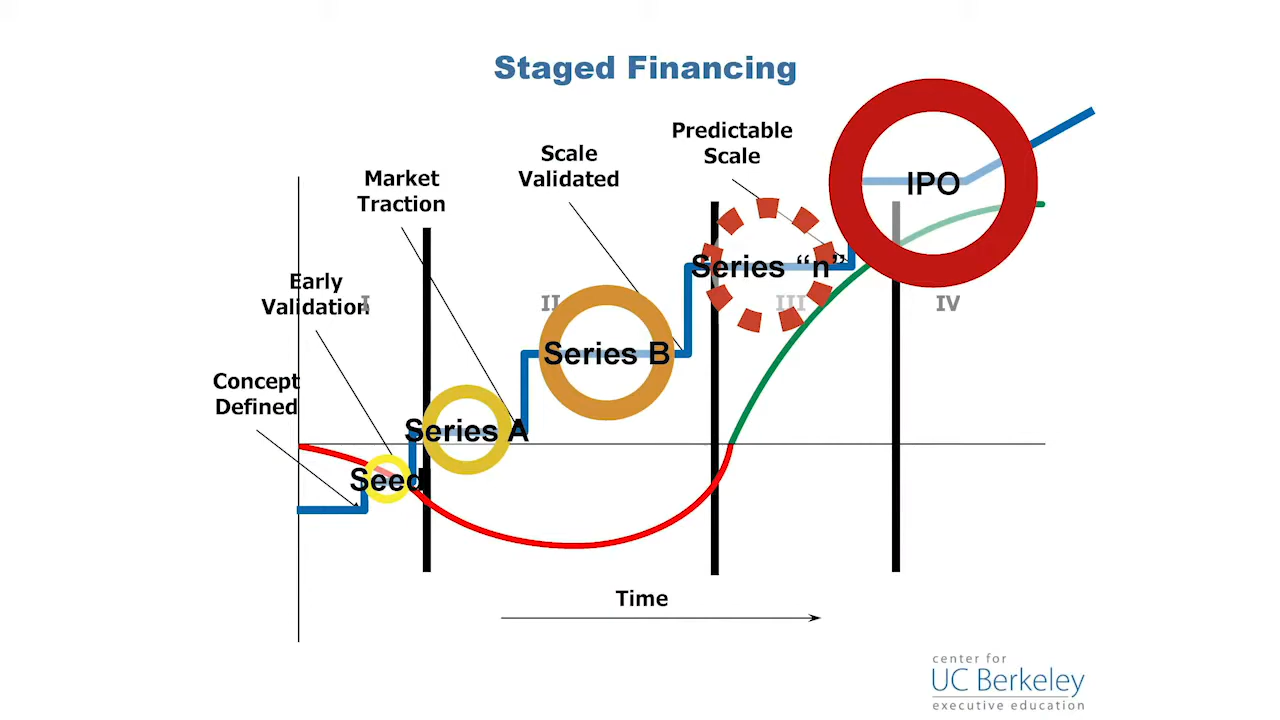 Staged Financing
Predictable
Scale
Scale
Validated
Market
Traction
IPO
Series “n”
Early
Validation
I
II
III
IV
Series B
Concept
Defined
Series A
Seed
Time
center for
UC Berkeley
executive education